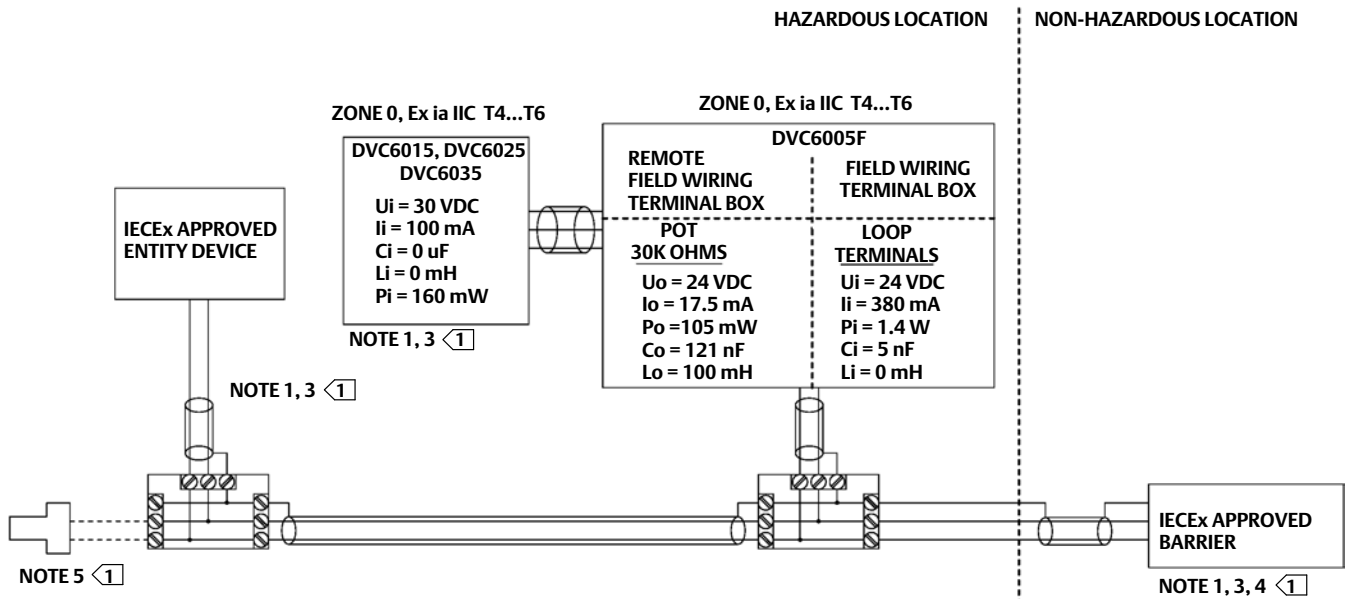 HAZARDOUS LOCATION
NON-HAZARDOUS LOCATION
ZONE 0, Ex ia IIC T4...T6
ZONE 0, Ex ia IIC T4...T6
DVC6015, DVC6025
DVC6035
Ui = 30 VDC
Ii = 100 mA
Ci = 0 uF
Li = 0 mH
Pi = 160 mW
NOTE 1, 3 1
DVC6005F
REMOTE
FIELD WIRING
TERMINAL BOX
FIELD WIRING
TERMINAL BOX
POT
30K OHMS
Uo = 24 VDC
Io = 17.5 mA
Po =105 mW
Co = 121 nF
Lo = 100 mH
LOOP
TERMINALS
Ui = 24 VDC
Ii = 380 mA
Pi = 1.4 W
Ci = 5 nF
Li = 0 mH
IECEx APPROVED
ENTITY DEVICE
NOTE 1, 3 1
NOTE 5 1
IECEx APPROVED
BARRIER
NOTE 1, 3, 4 1